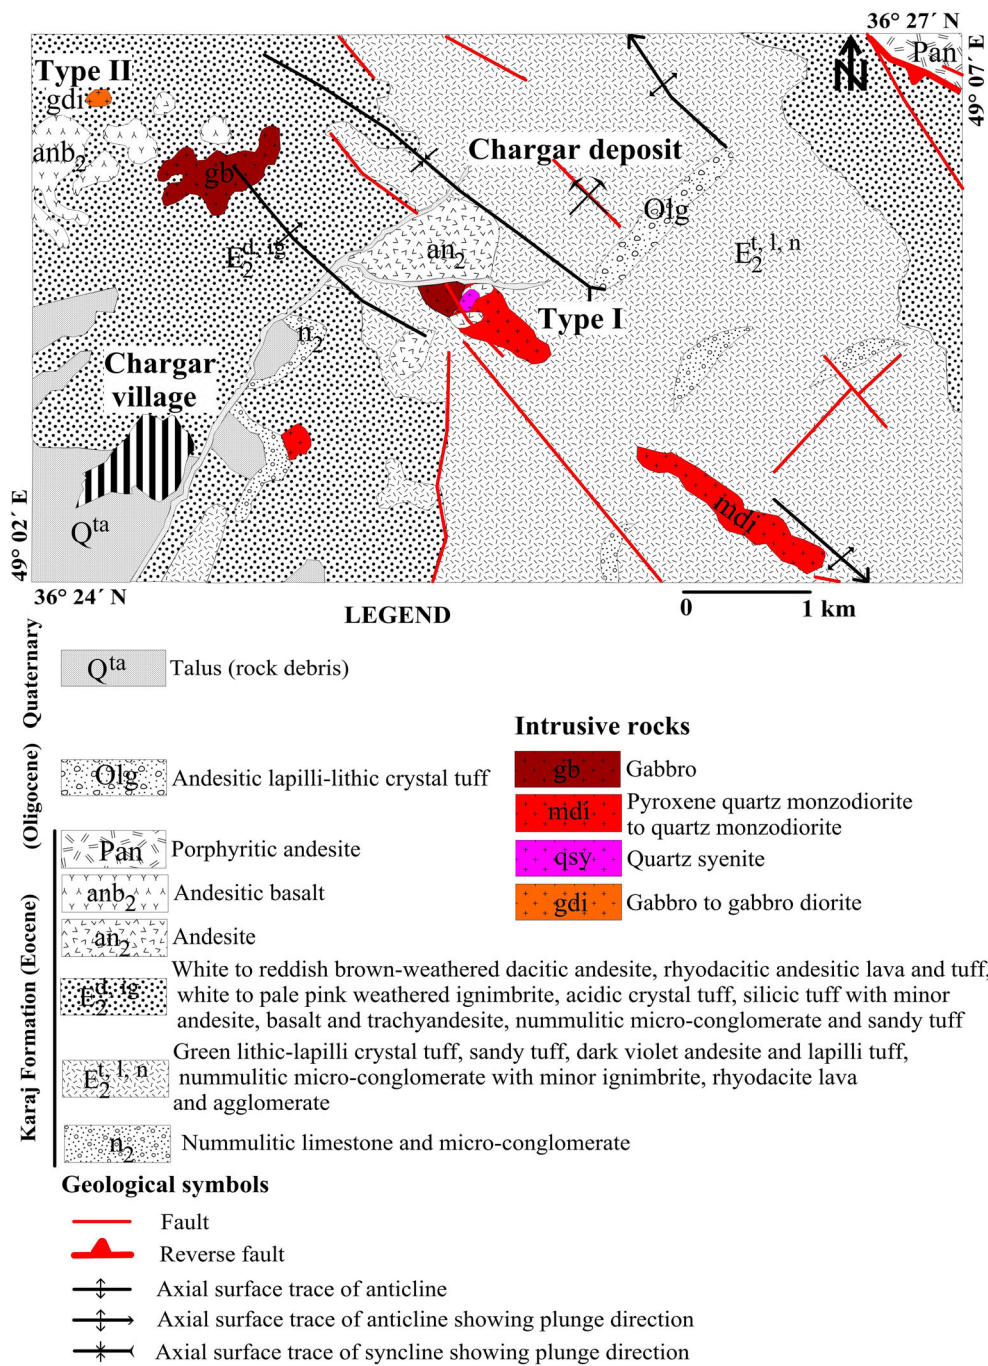 36° 27´ N
49° 07´ E
Pan
N
Type II
gdi
anb2
gb
Chargar deposit
Olg
an2
E2 d, ig
E2 t, l, n
Type I
n2
Chargar
village
mdi
Qta
49° 02´ E
36° 24´ N
0 1 km
LEGEND
Quaternary
Qta Talus (rock debris)
(Oligocene)
Olg Andesitic lapilli-lithic crystal tuff
Karaj Formation (Eocene)
Pan Porphyritic andesite
anb2 Andesitic basalt
an2 Andesite
E2 d, ig White to reddish brown-weathered dacitic andesite, rhyodacitic andesitic lava and tuff,
white to pale pink weathered ignimbrite, acidic crystal tuff, silicic tuff with minor
andesite, basalt and trachyandesite, nummulitic micro-conglomerate and sandy tuff
E2 t, l, n Green lithic-lapilli crystal tuff, sandy tuff, dark violet andesite and lapilli tuff,
nummulitic micro-conglomerate with minor ignimbrite, rhyodacite lava
and agglomerate
n2 Nummulitic limestone and micro-conglomerate
Intrusive rocks
gb Gabbro
mdi Pyroxene quartz monzodiorite
to quartz monzodiorite
qsy Quartz syenite
gdi Gabbro to gabbro diorite
Geological symbols
Fault
Reverse fault
Axial surface trace of anticline
Axial surface trace of anticline showing plunge direction
Axial surface trace of syncline showing plunge direction